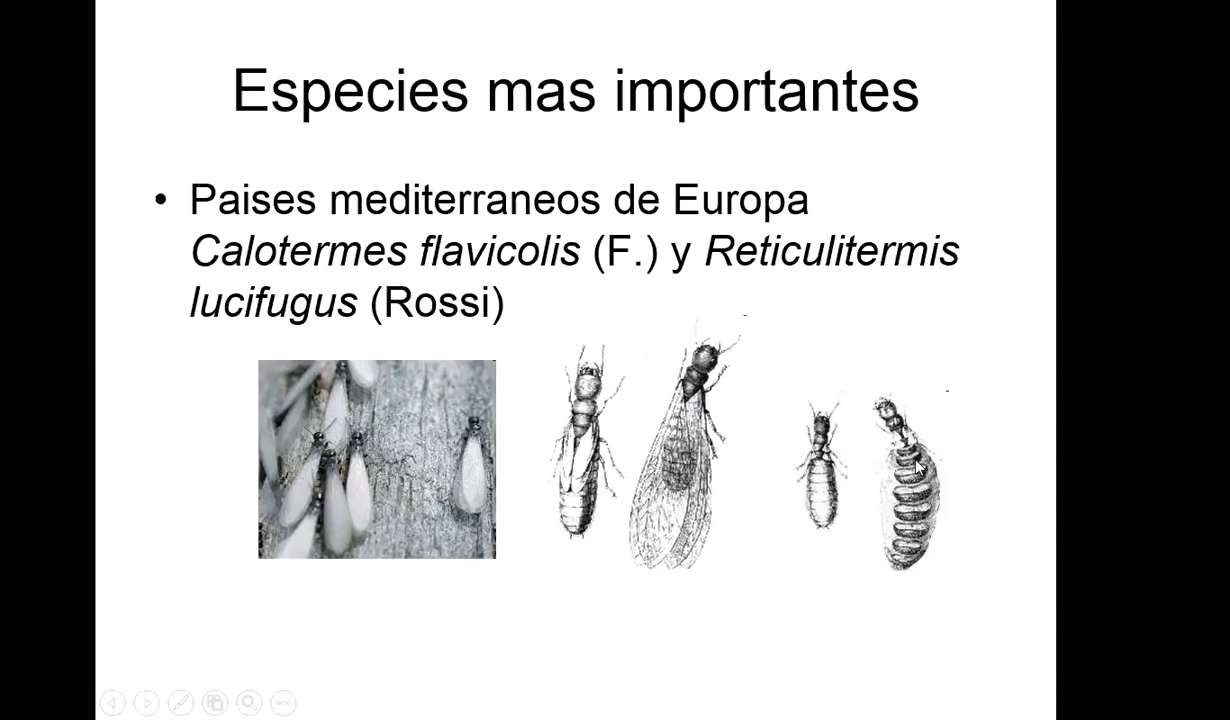 Especies mas importantes
• Paises mediterraneos de Europa
Calotermes flavicolis (F.) y Reticulitermis
lucifugus (Rossi)